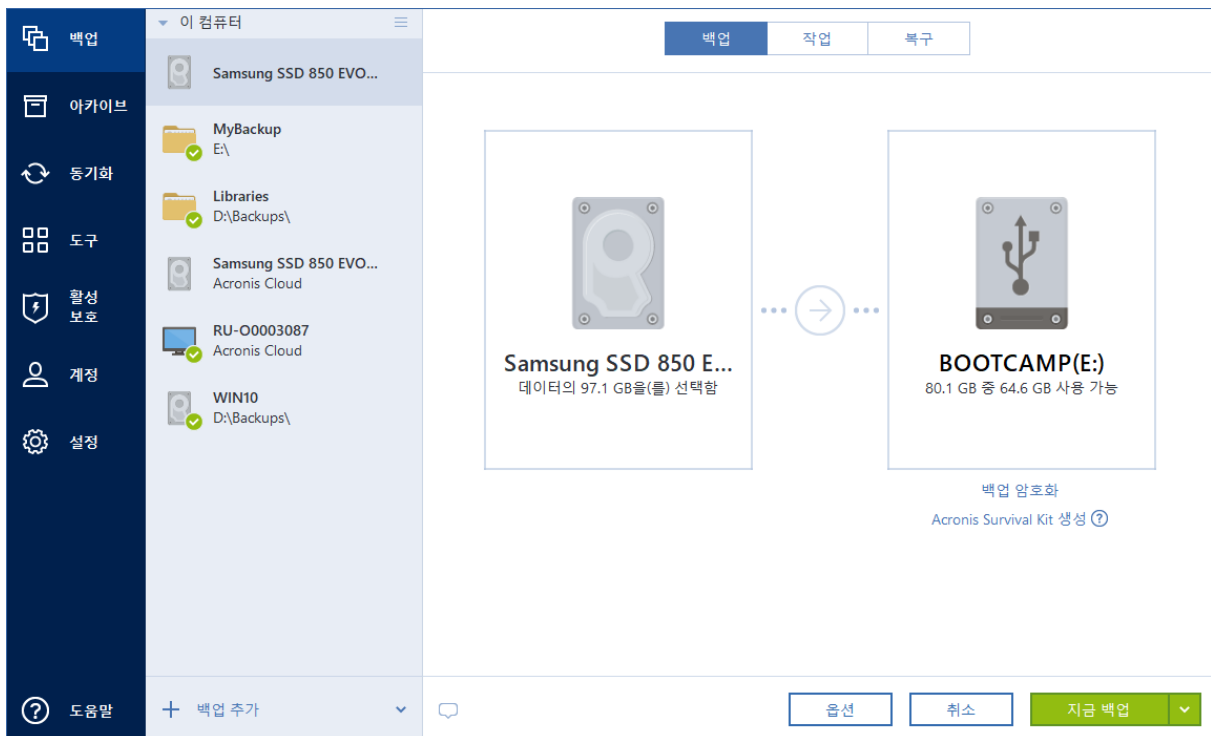 백업
아카이브
동기화
도구
활성
보호
계정
설정
도움말
이 컴퓨터
Samsung SSD 850 EVO...
MyBackup
E:\
Libraries
D:\Backups\
Samsung SSD 850 EVO...
Acronis Cloud
RU-O0003087
Acronis Cloud
WIN10
D:\Backups\
백업 추가
백업 작업 복구
Samsung SSD 850 E...
데이터의 97.1 GB을(를) 선택함
BOOTCAMP(E:)
80.1 GB 중 64.6 GB 사용 가능
백업 암호화
Acronis Survival Kit 생성 ?
옵션 취소 지금 백업